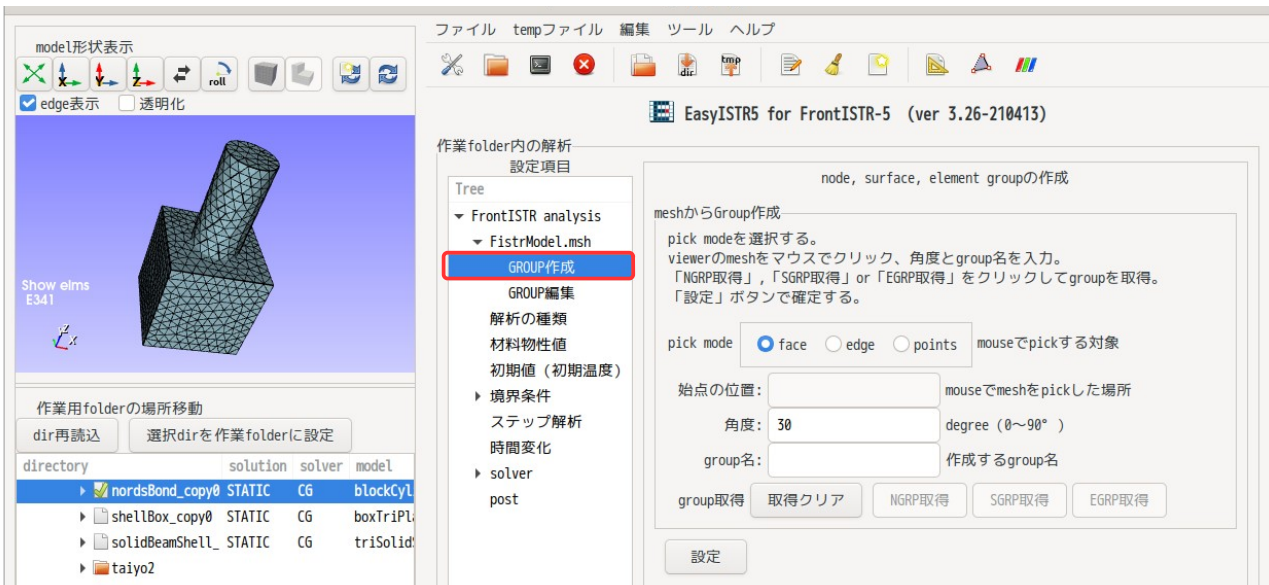 model形状表示
X Y Z roll
edge表示 透明化
Show elms
E341
Z X
作業用folderの場所移動
dir再読込 選択dirを作業folderに設定
directory solution solver model
nordsBond_copy0 STATIC CG blockCyl
shellBox_copy0 STATIC CG boxTriPl
solidBeamShell_ STATIC CG triSolid
taiyo2
ファイル tempファイル 編集 ツール ヘルプ
dir tmp
EasyISTR5 for FrontISTR-5 (ver 3.26-210413)
作業folder内の解析
設定項目
Tree
FrontISTR analysis
FistrModel.msh
GROUP作成
GROUP編集
解析の種類
材料物性値
初期値（初期温度）
境界条件
ステップ解析
時間変化
solver
post
node, surface, element groupの作成
meshからGroup作成
pick modeを選択する。
viewerのmeshをマウスでクリック、角度とgroup名を入力。
「NGRP取得」,「SGRP取得」or「EGRP取得」をクリックしてgroupを取得。
「設定」ボタンで確定する。
pick mode face edge points mouseでpickする対象
始点の位置: mouseでmeshをpickした場所
角度: 30 degree（0～90°）
group名: 作成するgroup名
group取得 取得クリア NGRP取得 SGRP取得 EGRP取得
設定